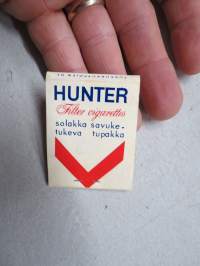 HUNTER
Filter cigarettes
solakka savuke -
tukeva tupakka